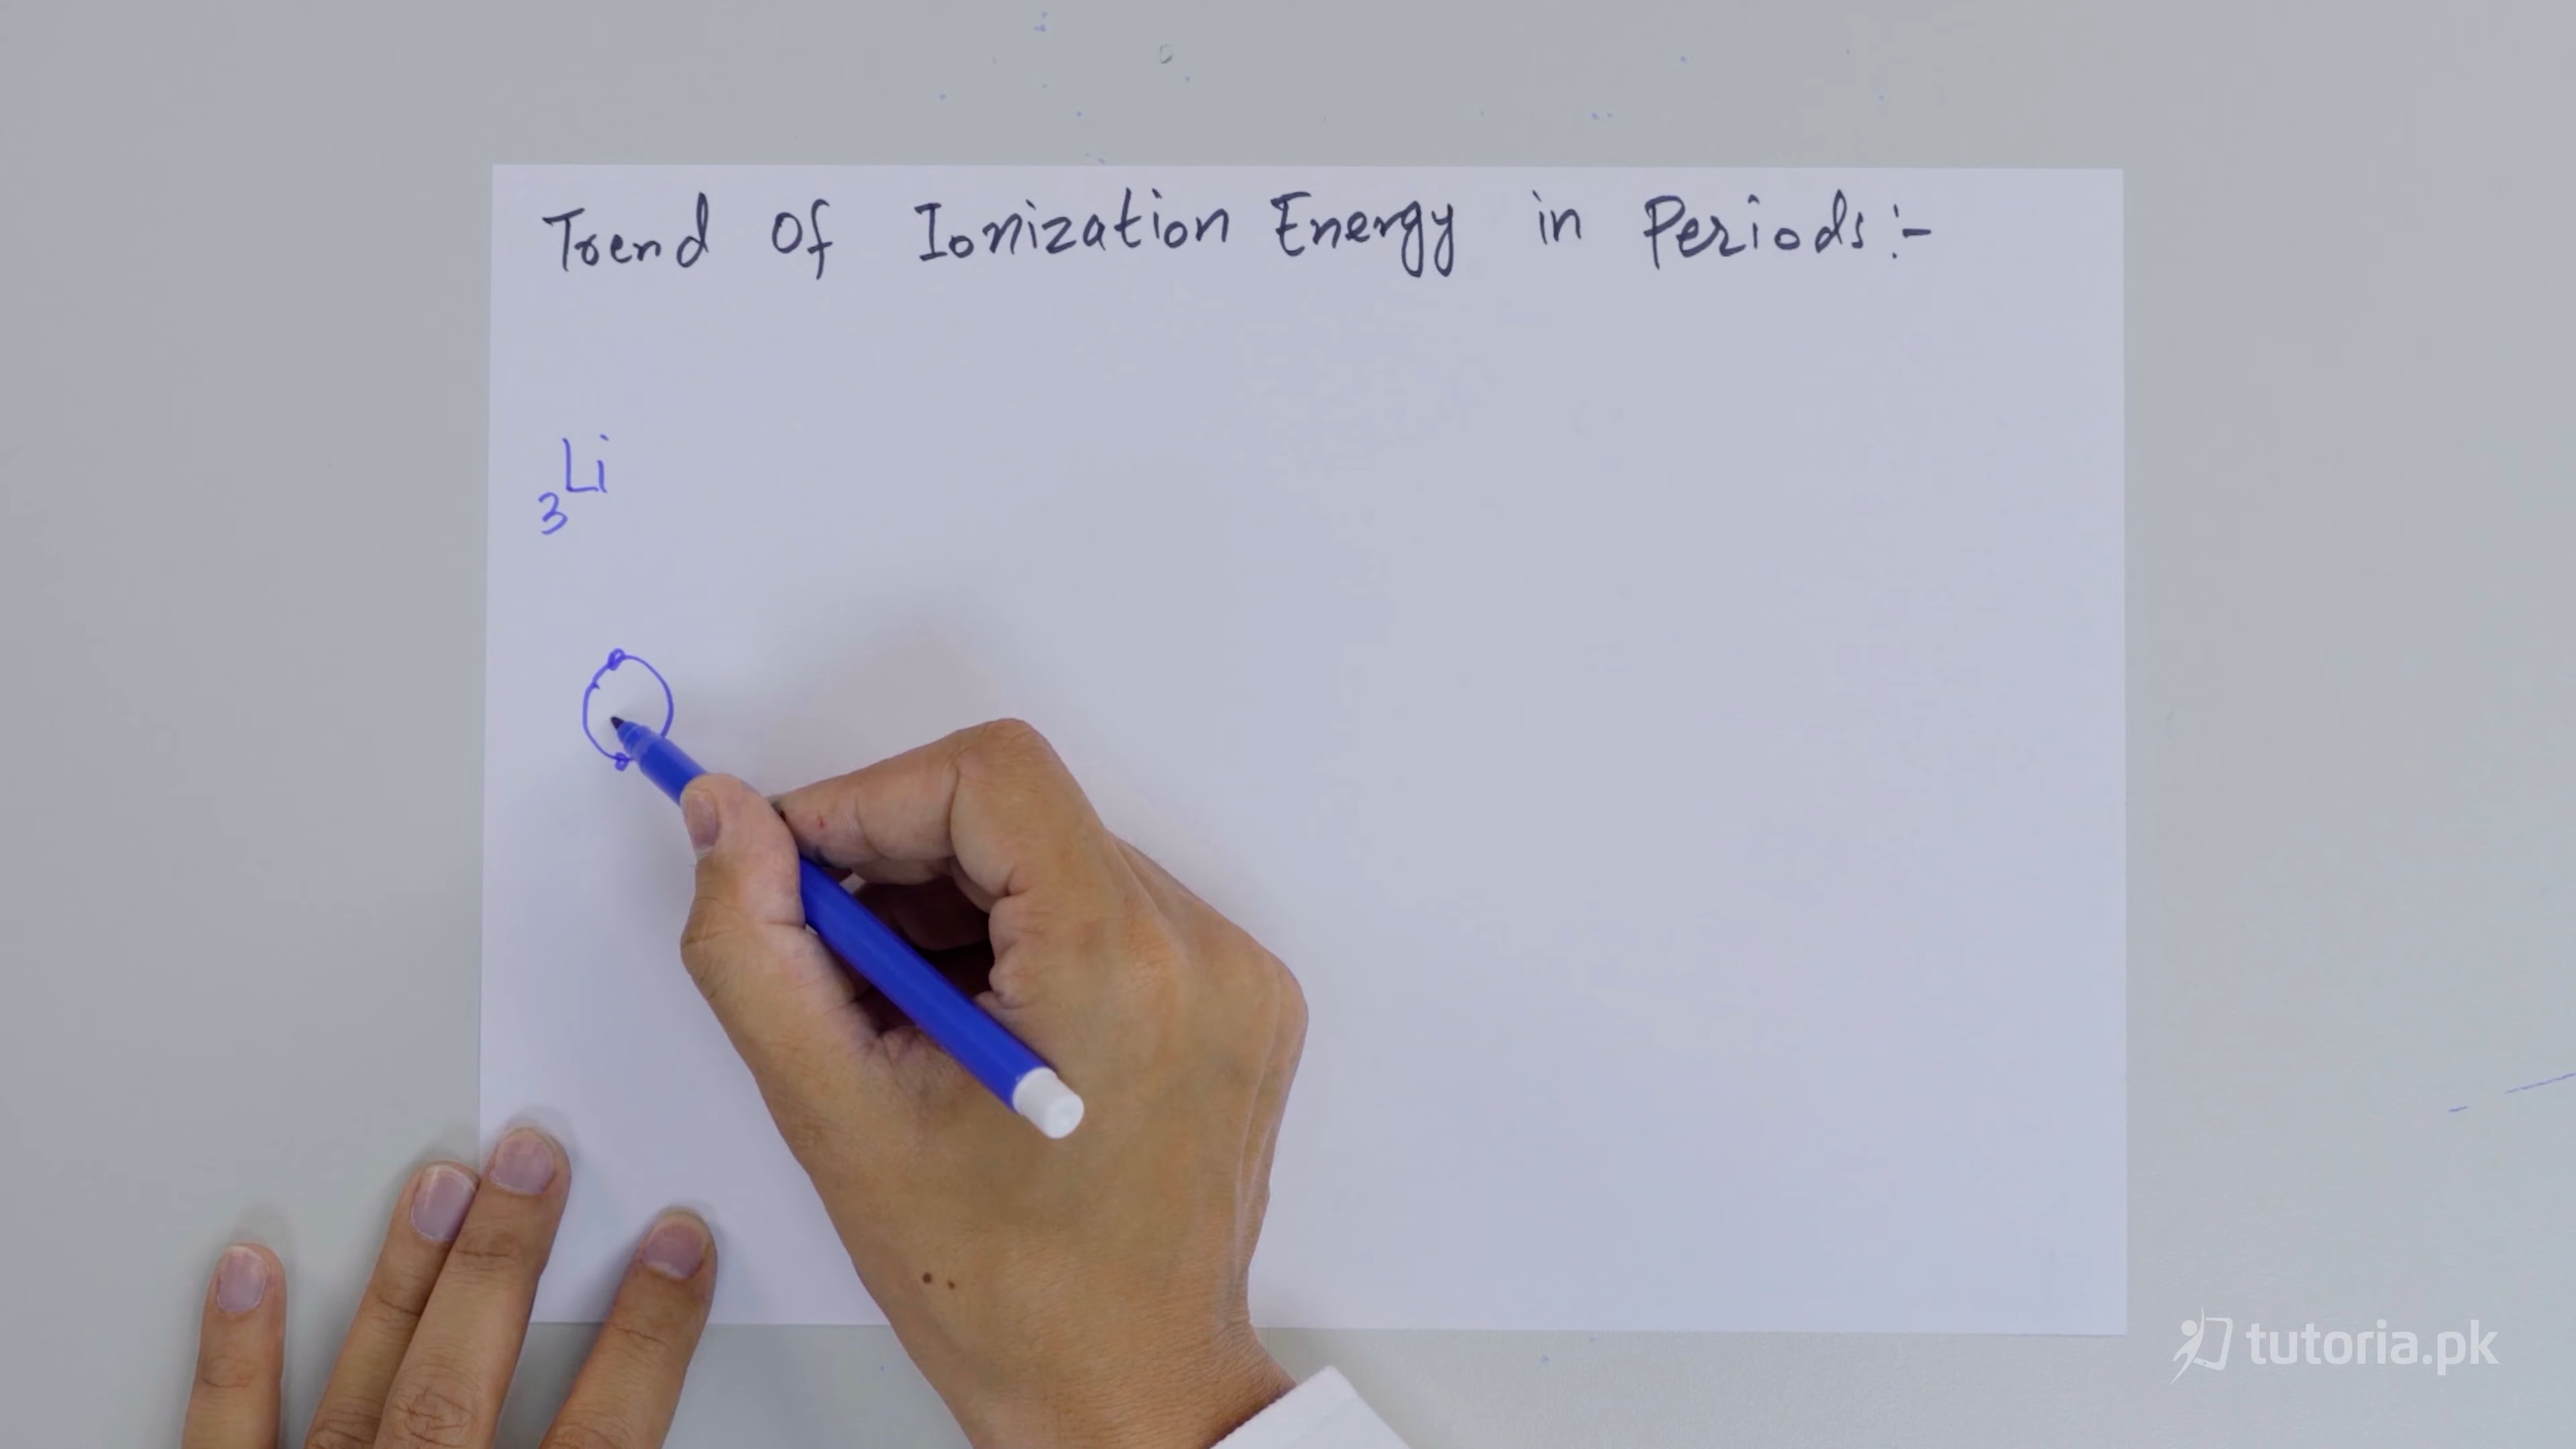 Trend Of Ionization Energy in Periods:-
3Li
tutoria.pk